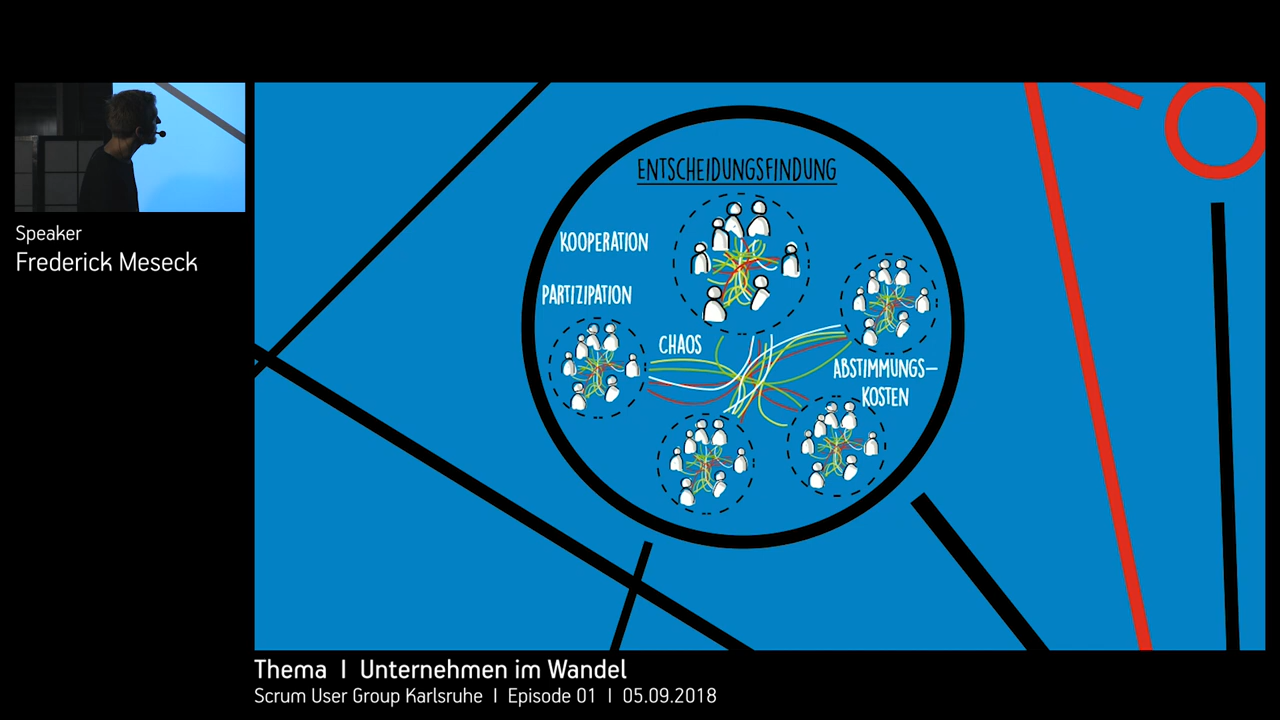 Speaker
Frederick Meseck
ENTSCHEIDUNGSFINDUNG
KOOPERATION
PARTIZIPATION
CHAOS
ABSTIMMUNGS-
KOSTEN
Thema I Unternehmen im Wandel
Scrum User Group Karlsruhe I Episode 01 I 05.09.2018